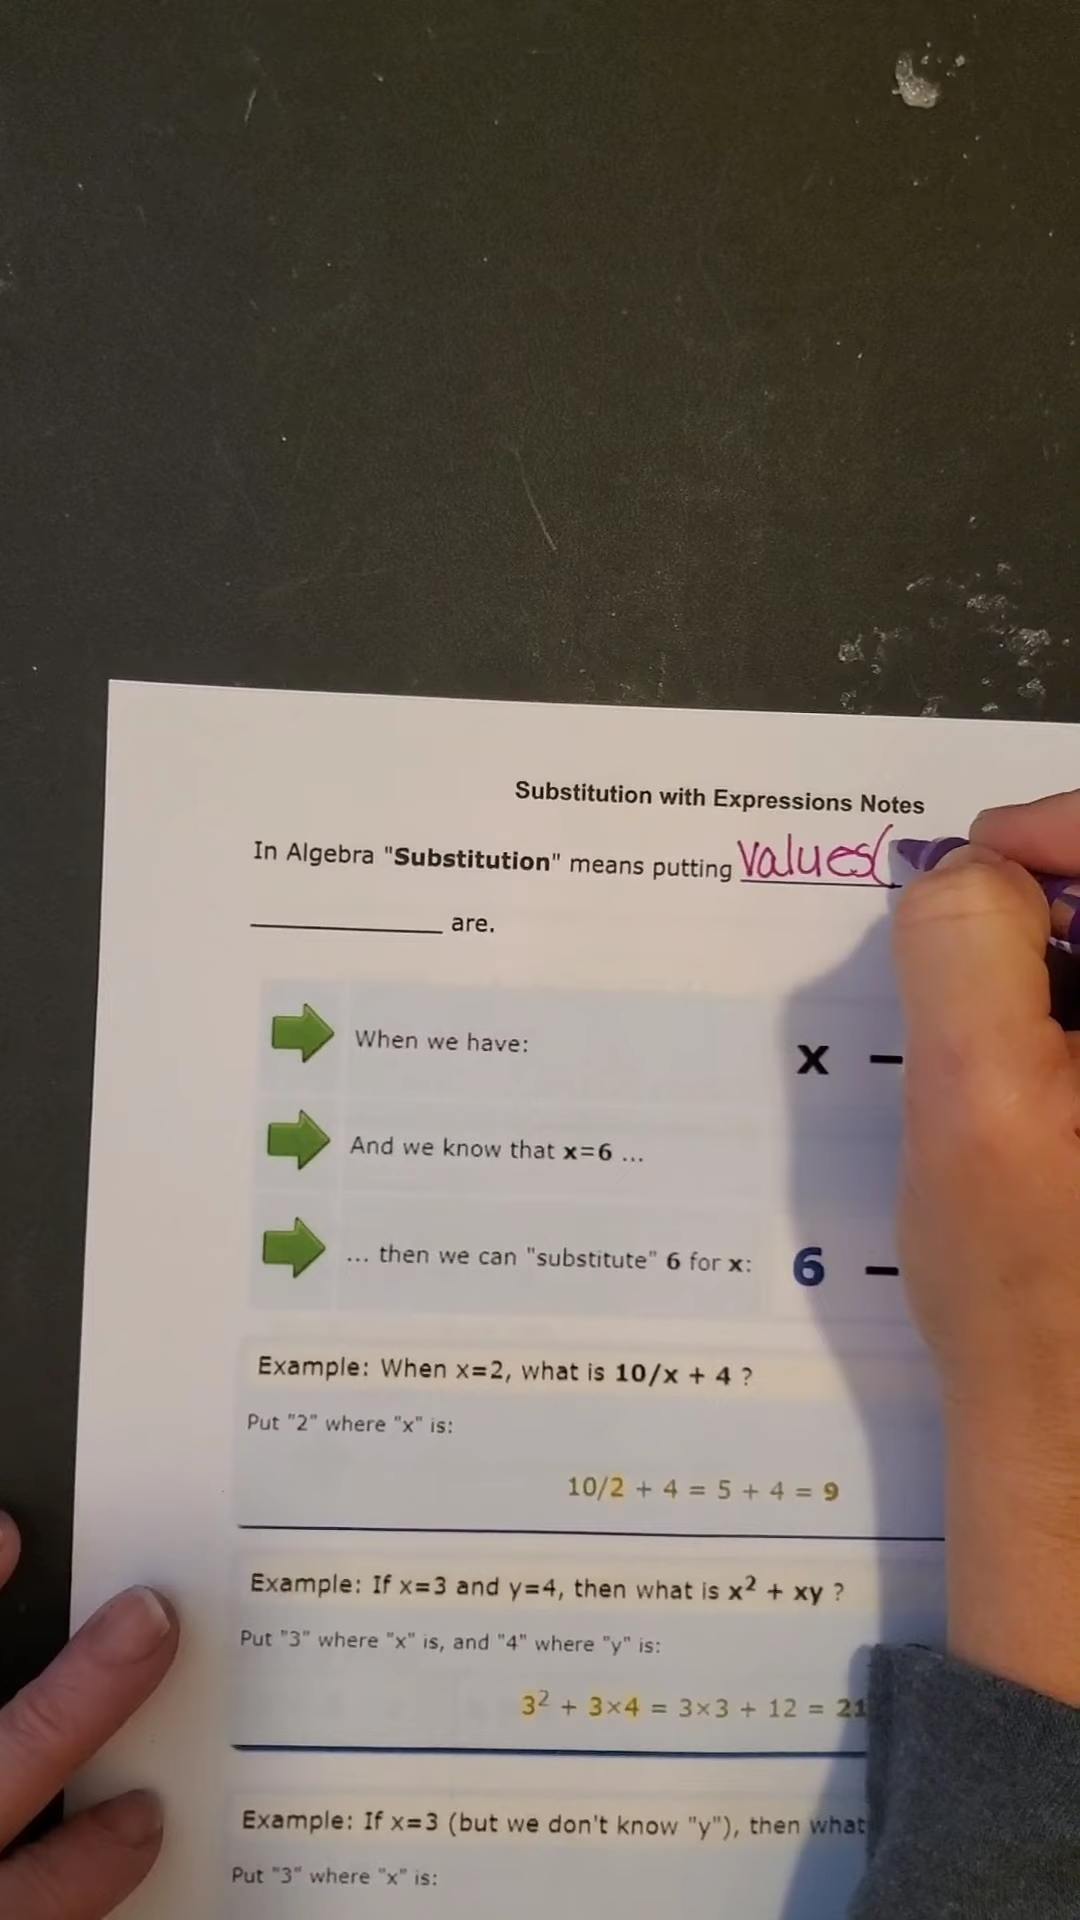 Substitution with Expressions Notes
In Algebra "Substitution" means putting values(
__________ are.
When we have: x –
And we know that x=6 ...
... then we can "substitute" 6 for x: 6 –
Example: When x=2, what is 10/x + 4 ?
Put "2" where "x" is:
10/2 + 4 = 5 + 4 = 9
Example: If x=3 and y=4, then what is x² + xy ?
Put "3" where "x" is, and "4" where "y" is:
3² + 3×4 = 3×3 + 12 = 21
Example: If x=3 (but we don't know "y"), then what
Put "3" where "x" is: